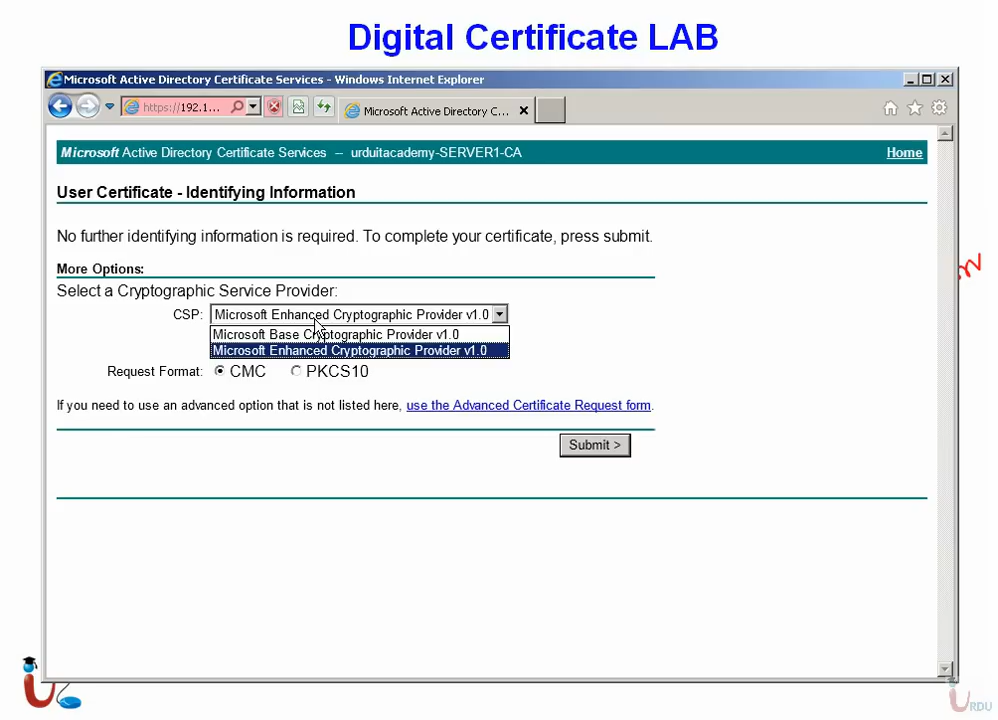 Digital Certificate LAB
Microsoft Active Directory Certificate Services - Windows Internet Explorer
https://192.1...
Microsoft Active Directory C...
Microsoft Active Directory Certificate Services -- urduitacademy-SERVER1-CA
Home
User Certificate - Identifying Information
No further identifying information is required. To complete your certificate, press submit.
More Options:
Select a Cryptographic Service Provider:
CSP: Microsoft Enhanced Cryptographic Provider v1.0
Microsoft Base Cryptographic Provider v1.0
Microsoft Enhanced Cryptographic Provider v1.0
Request Format: CMC PKCS10
If you need to use an advanced option that is not listed here, use the Advanced Certificate Request form.
Submit >
URDU